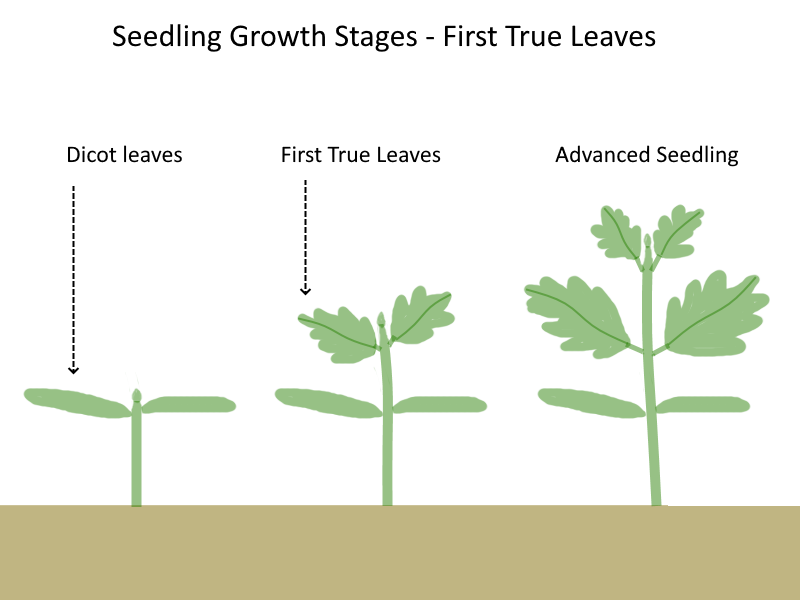 Seedling Growth Stages - First True Leaves
Dicot leaves
First True Leaves
Advanced Seedling